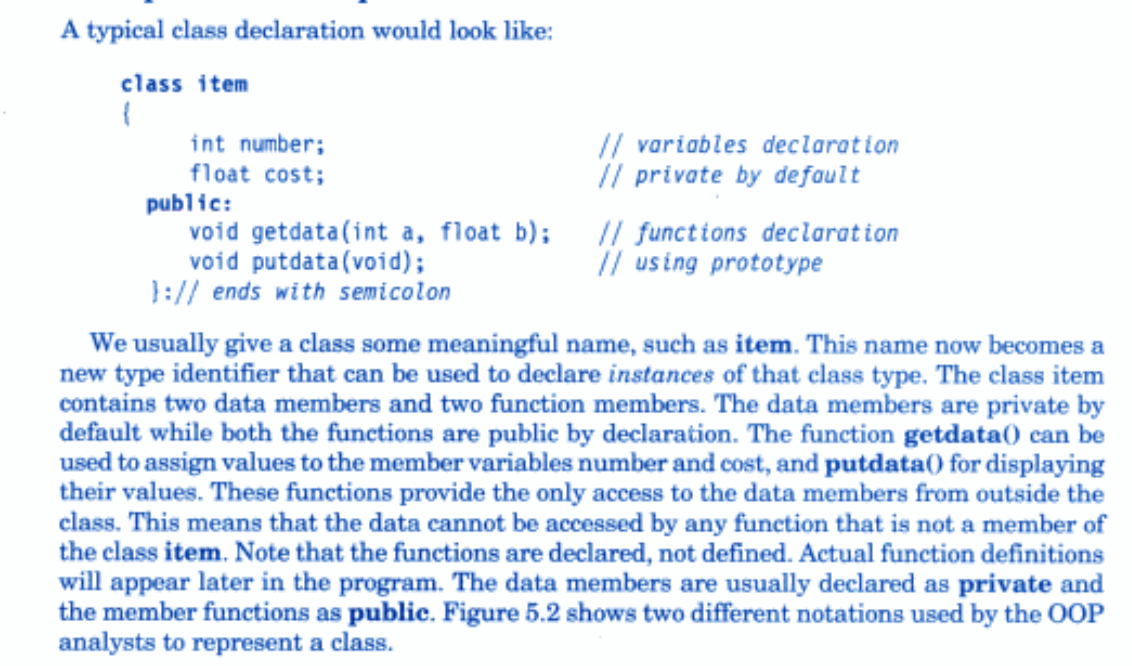 A typical class declaration would look like:
class item
{
int number; // variables declaration
float cost; // private by default
public:
void getdata(int a, float b); // functions declaration
void putdata(void); // using prototype
}:// ends with semicolon
We usually give a class some meaningful name, such as item. This name now becomes a
new type identifier that can be used to declare instances of that class type. The class item
contains two data members and two function members. The data members are private by
default while both the functions are public by declaration. The function getdata() can be
used to assign values to the member variables number and cost, and putdata() for displaying
their values. These functions provide the only access to the data members from outside the
class. This means that the data cannot be accessed by any function that is not a member of
the class item. Note that the functions are declared, not defined. Actual function definitions
will appear later in the program. The data members are usually declared as private and
the member functions as public. Figure 5.2 shows two different notations used by the OOP
analysts to represent a class.